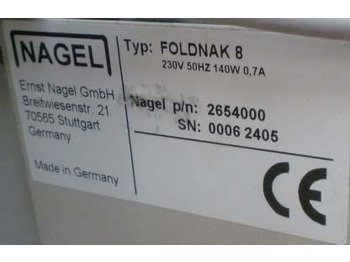 NAGEL
Typ: FOLDNAK 8
230V 50HZ 140W 0,7A
Ernst Nagel GmbH
Breitwiesenstr. 21
70565 Stuttgart
Germany
Nagel p/n: 2654000
SN: 0006 2405
Made in Germany
CE